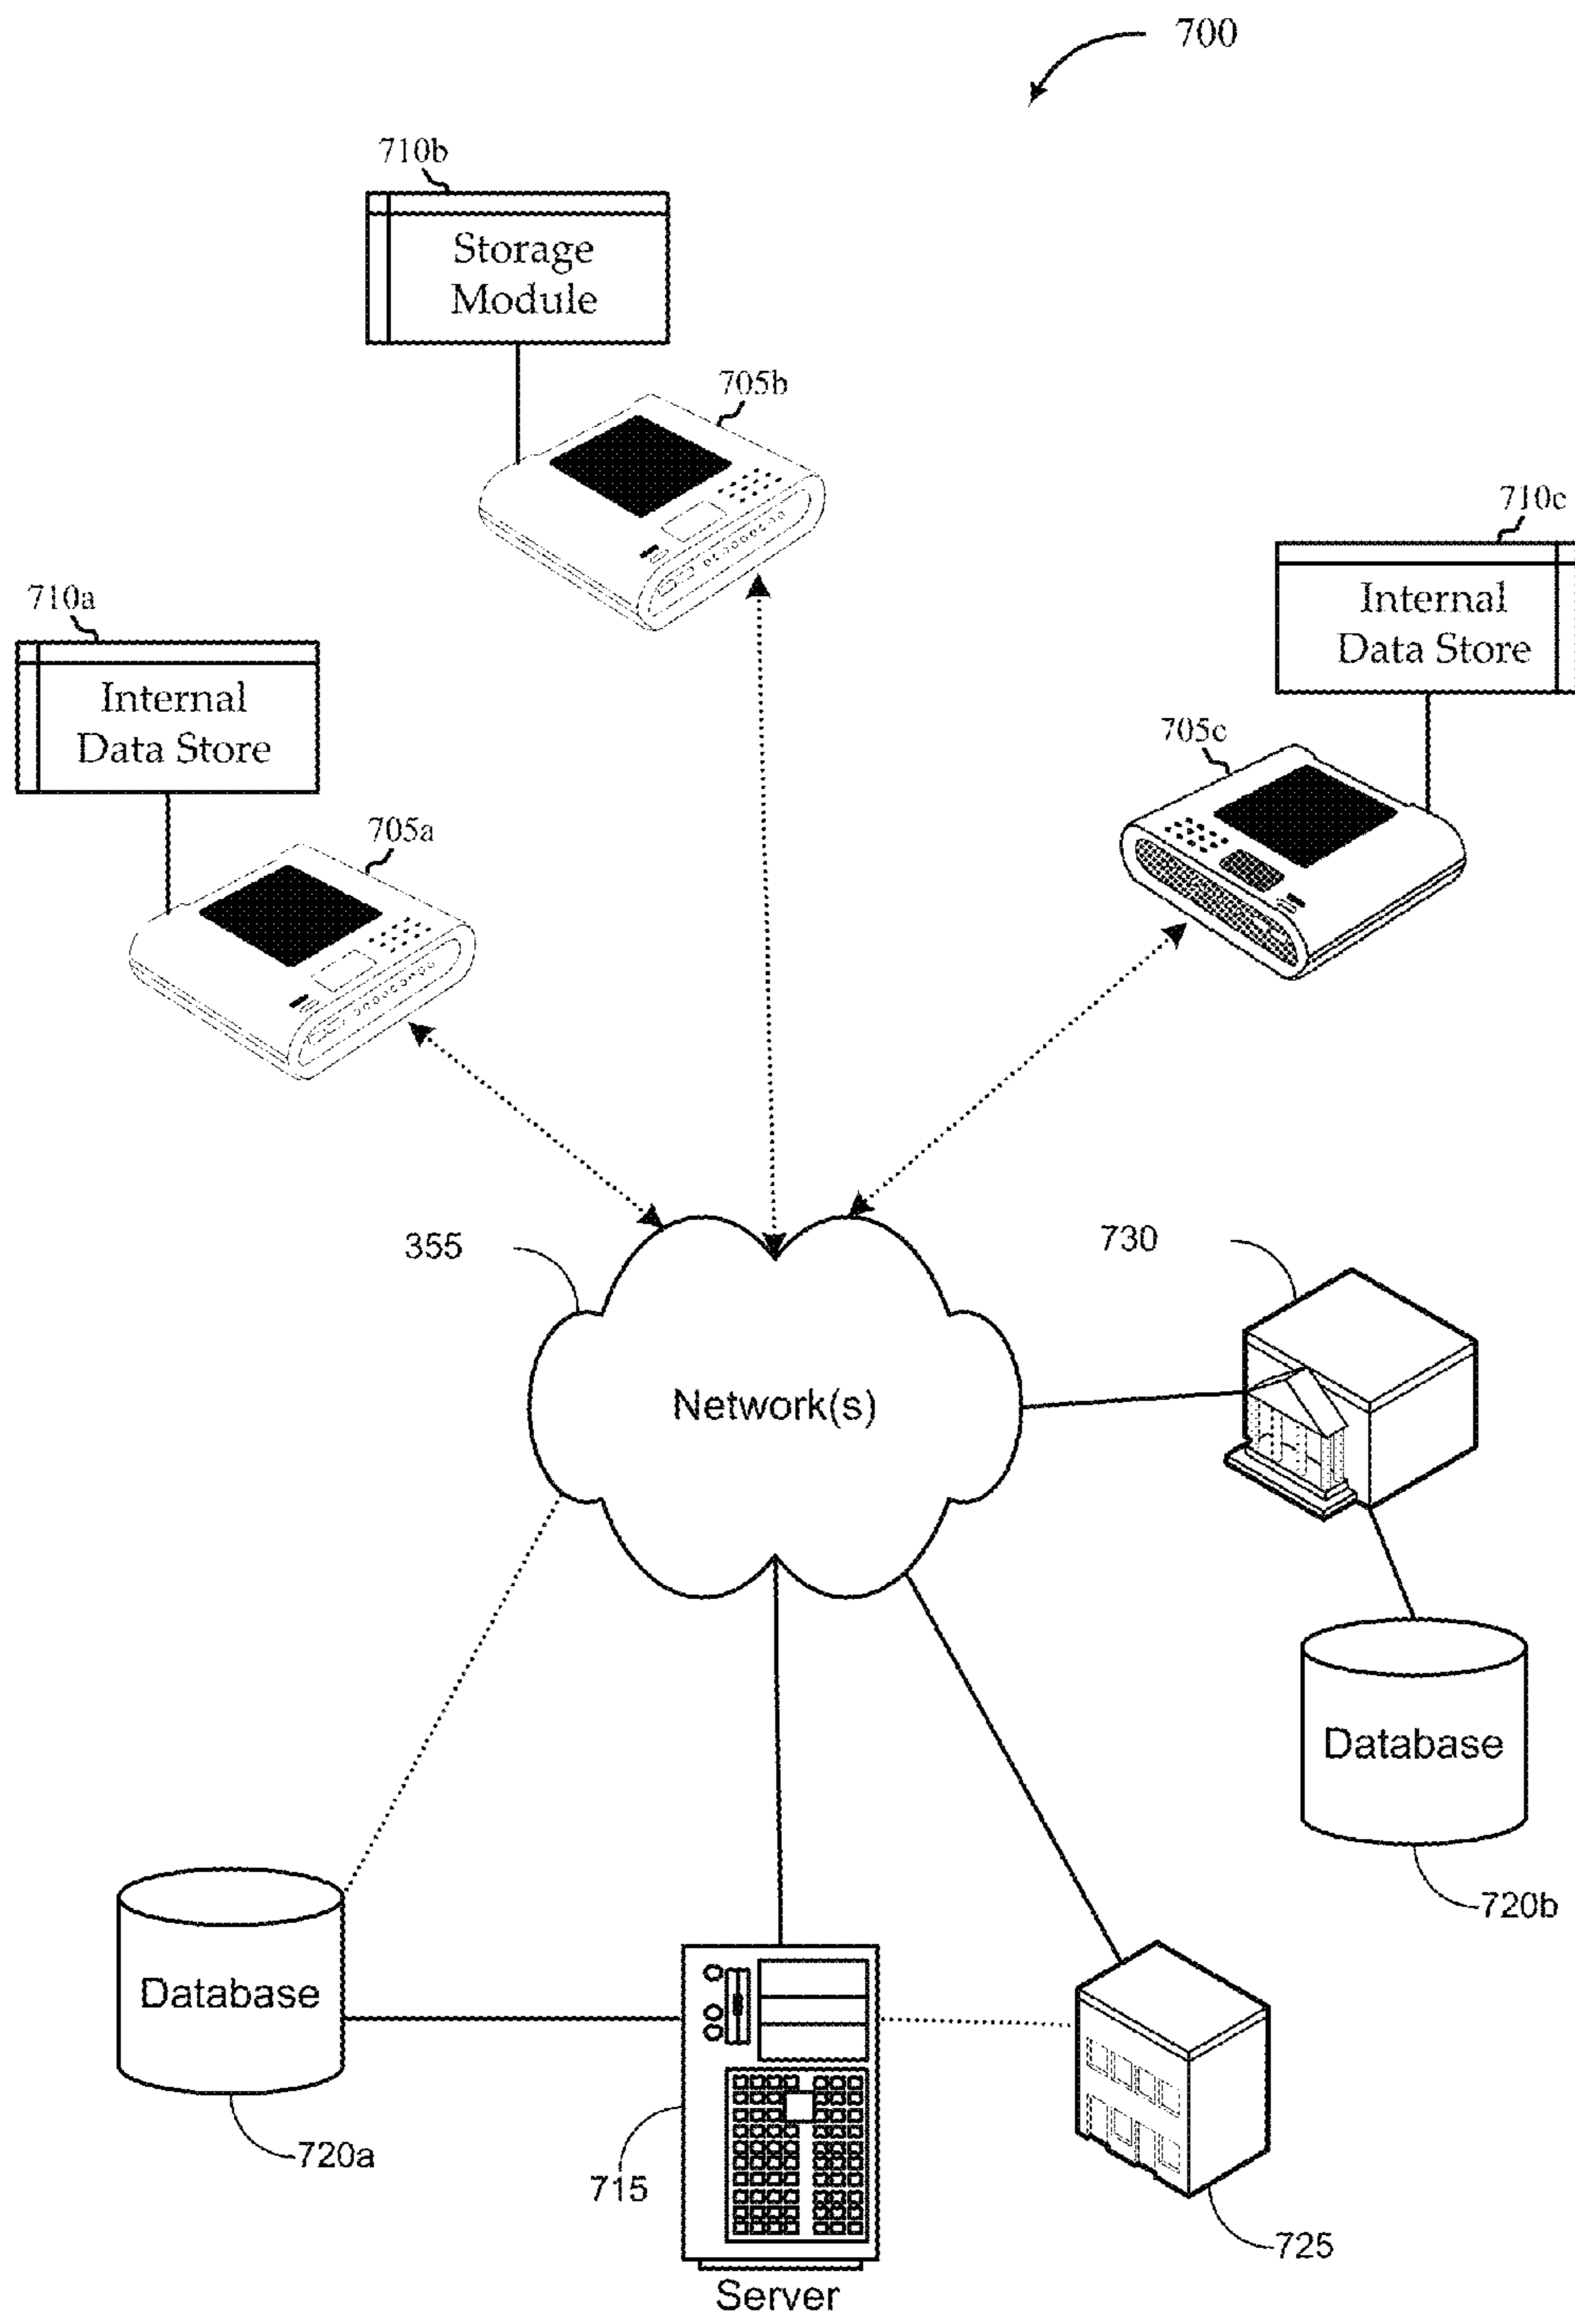 700
710b
Storage
Module
705b
710c
Internal
Data Store
710a
Internal
Data Store
705c
705a
355
730
Network(s)
Database
720b
Database
720a
715
725
Server